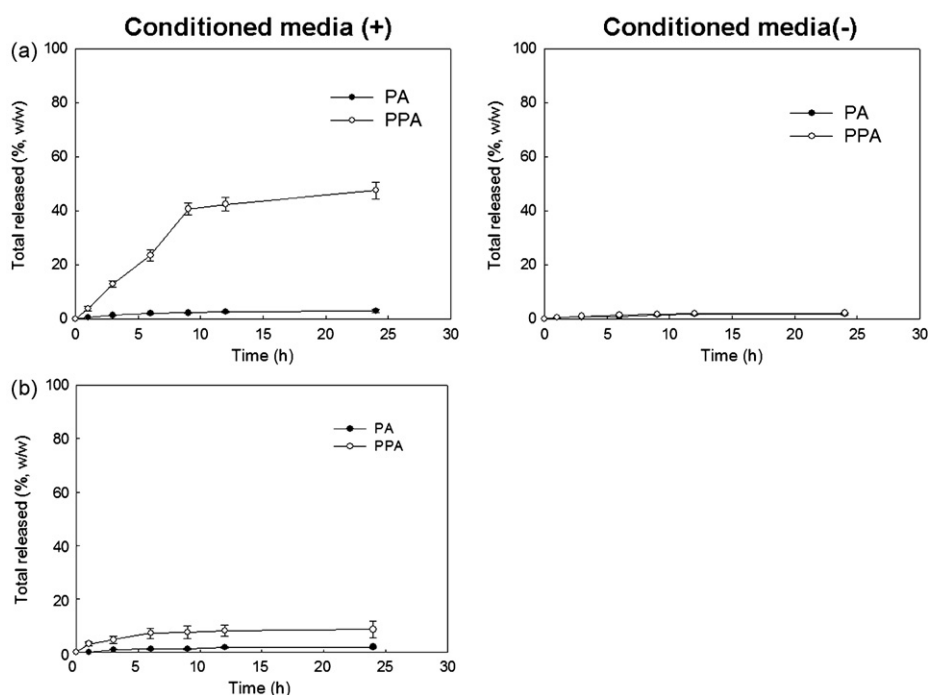 Conditioned media (+)
Conditioned media(-)
(a)
100
80
60
40
20
0
Total released (%, w/w)
PA
PPA
0 5 10 15 20 25 30
Time (h)
100
80
60
40
20
0
Total released (%, w/w)
PA
PPA
0 5 10 15 20 25 30
Time (h)
(b)
100
80
60
40
20
0
Total released (%, w/w)
PA
PPA
0 5 10 15 20 25 30
Time (h)